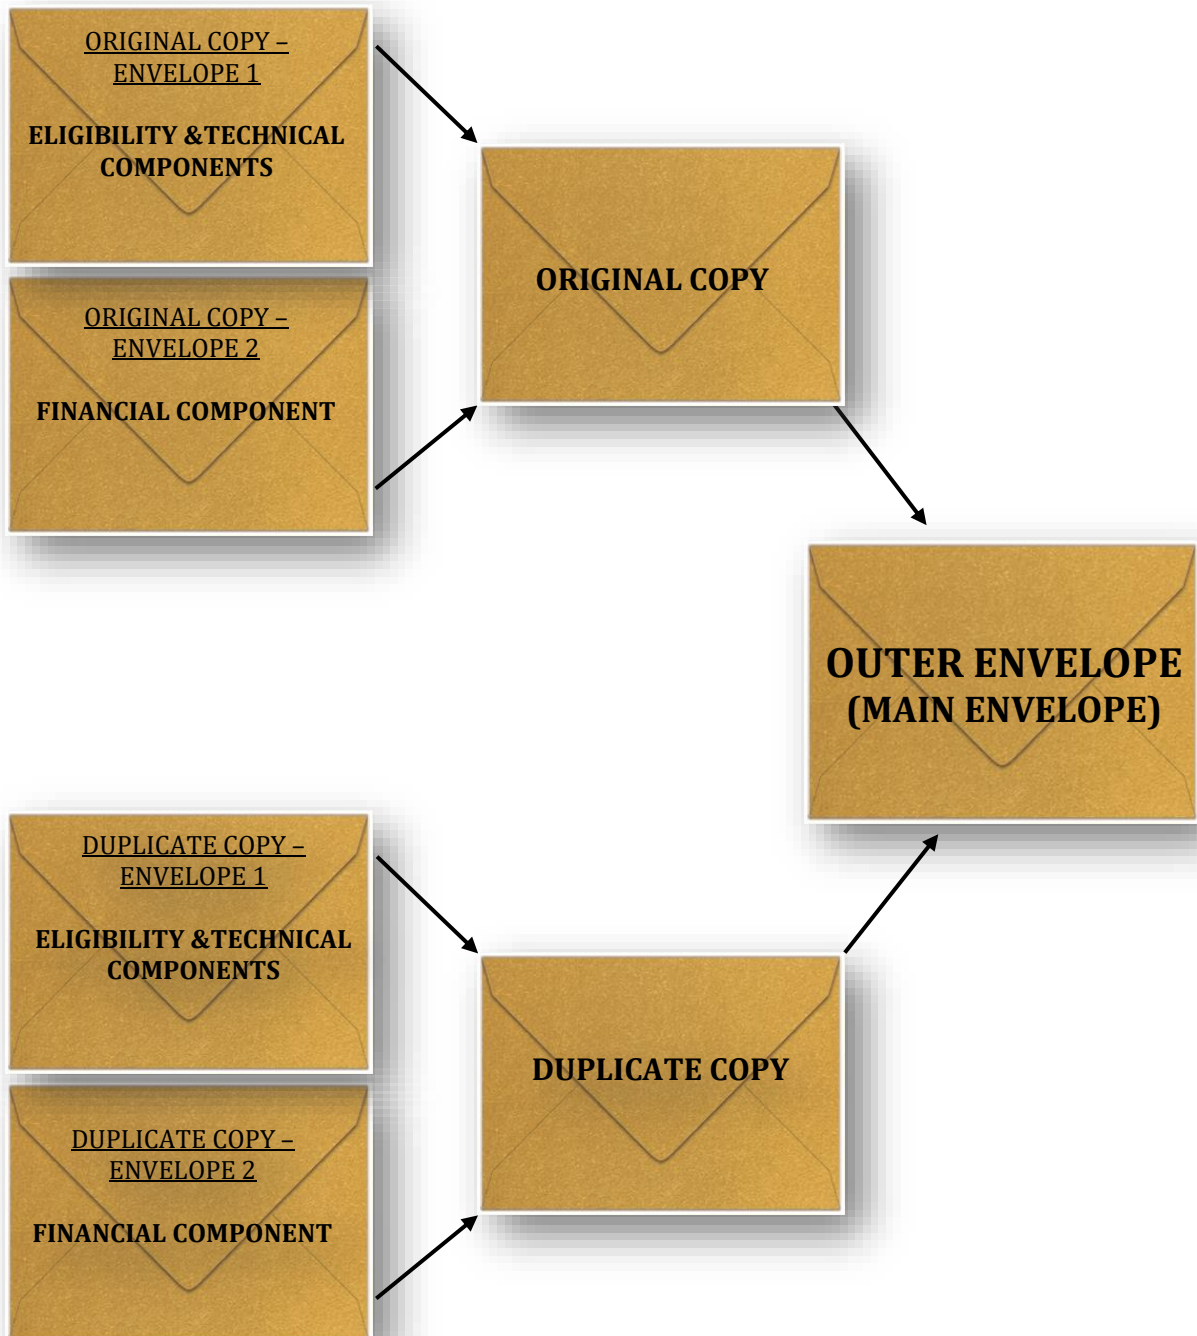 ORIGINAL COPY –
ENVELOPE 1
ELIGIBILITY &TECHNICAL
COMPONENTS
ORIGINAL COPY –
ENVELOPE 2
FINANCIAL COMPONENT
ORIGINAL COPY
OUTER ENVELOPE
(MAIN ENVELOPE)
DUPLICATE COPY –
ENVELOPE 1
ELIGIBILITY &TECHNICAL
COMPONENTS
DUPLICATE COPY –
ENVELOPE 2
FINANCIAL COMPONENT
DUPLICATE COPY